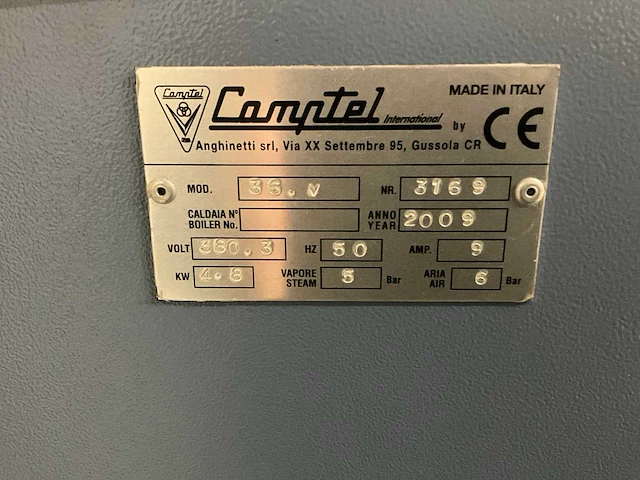 Camptel
Camptel International by
MADE IN ITALY
CE
Anghinetti srl, Via XX Settembre 95, Gussola CR
MOD. 36.V NR. 3169
CALDAIA N° BOILER No.
ANNO YEAR 2009
VOLT 380.3 HZ 50 AMP. 9
KW 4.8 VAPORE STEAM 5 Bar ARIA AIR 6 Bar